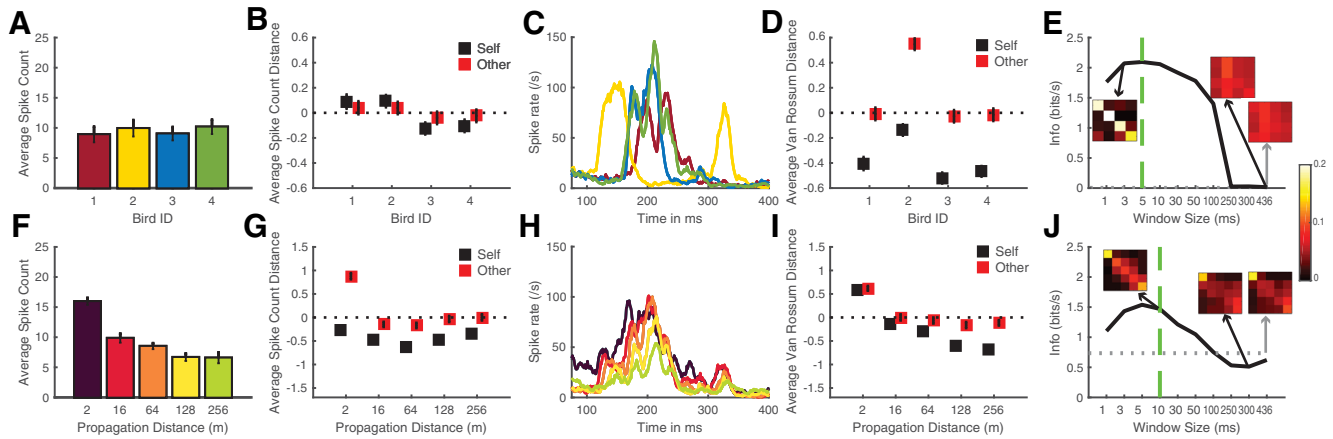 A
Average Spike Count
25
20
15
10
5
0
1 2 3 4
Bird ID
B
Average Spike Count Distance
0.6
0.4
0.2
0
-0.2
-0.4
-0.6
Self
Other
1 2 3 4
Bird ID
C
Spike rate (/s)
150
100
50
0
100 200 300 400
Time in ms
D
Average Van Rossum Distance
0.6
0.4
0.2
0
-0.2
-0.4
-0.6
Self
Other
1 2 3 4
Bird ID
E
Info (bits/s)
2.5
2
1.5
1
0.5
0
1 3 5 10 30 50 100 250 300 436
Window Size (ms)
0.2
0.1
0
F
Average Spike Count
25
20
15
10
5
0
2 16 64 128 256
Propagation Distance (m)
G
Average Spike Count Distance
1.5
1
0.5
0
-0.5
-1
-1.5
Self
Other
2 16 64 128 256
Propagation Distance (m)
H
Spike rate (/s)
150
100
50
0
100 200 300 400
Time in ms
I
Average Van Rossum Distance
1.5
1
0.5
0
-0.5
-1
-1.5
Self
Other
2 16 64 128 256
Propagation Distance (m)
J
Info (bits/s)
2.5
2
1.5
1
0.5
0
1 3 5 10 30 50 100 250 300 436
Window Size (ms)